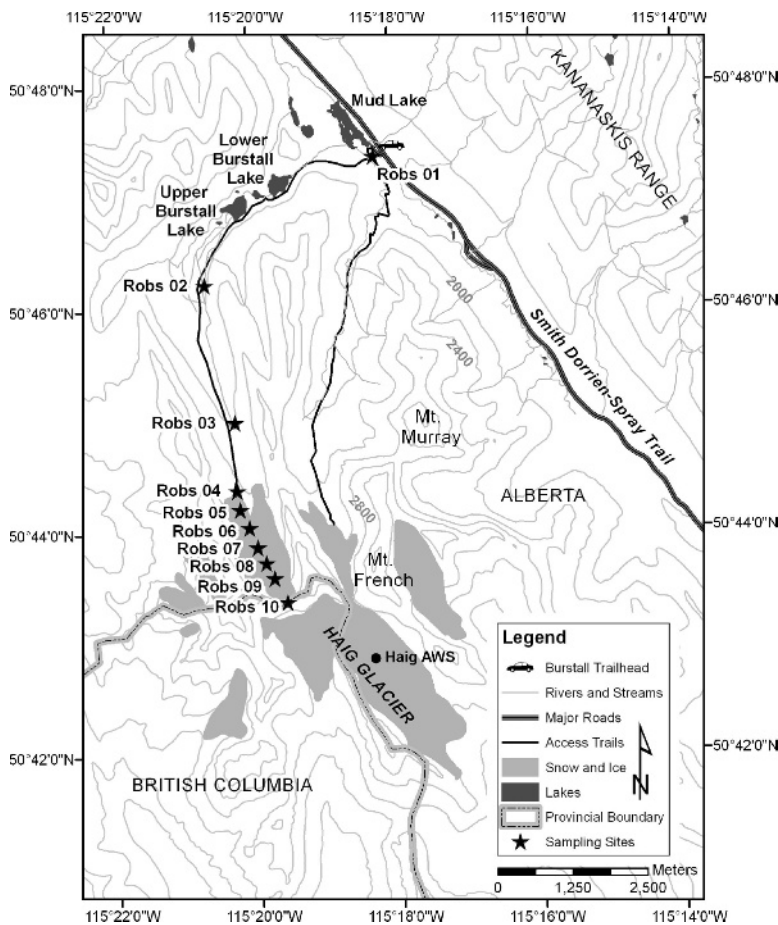 115°22'0"W 115°20'0"W 115°18'0"W 115°16'0"W 115°14'0"W
50°48'0"N
50°48'0"N
KANANASKIS RANGE
Mud Lake
Lower
Burstall
Lake
Robs 01
Upper
Burstall
Lake
Robs 02
2000
50°46'0"N
50°46'0"N
Smith Dorrien-Spray Trail
2400
Robs 03
Mt.
Murray
Robs 04
ALBERTA
Robs 05
2800
Robs 06
50°44'0"N
50°44'0"N
Robs 07
Mt.
French
Robs 08
Robs 09
Robs 10
HAIG GLACIER
Haig AWS
50°42'0"N
50°42'0"N
BRITISH COLUMBIA
Legend
Burstall Trailhead
Rivers and Streams
Major Roads
Access Trails
Snow and Ice
N
Lakes
Provincial Boundary
Sampling Sites
Meters
0 1,250 2,500
115°22'0"W 115°20'0"W 115°18'0"W 115°16'0"W 115°14'0"W